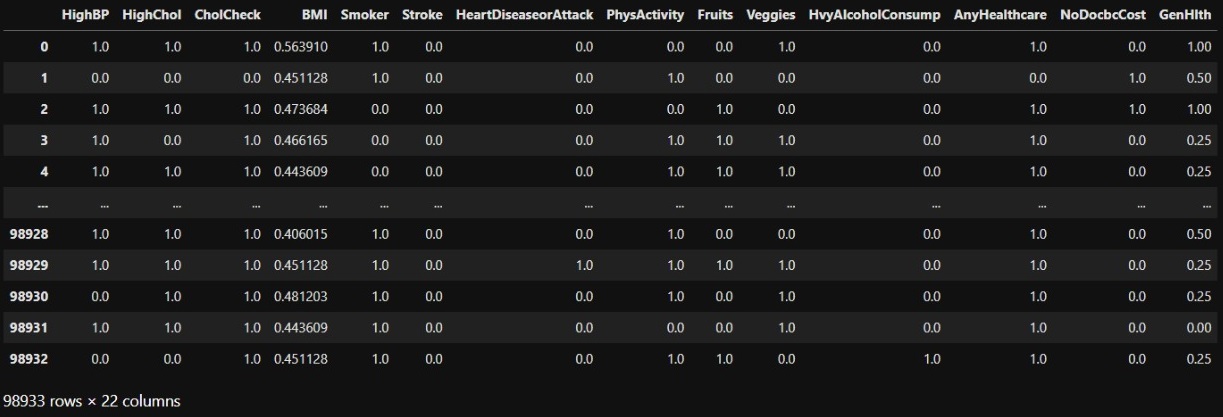 HighBP HighChol CholCheck BMI Smoker Stroke HeartDiseaseorAttack PhysActivity Fruits Veggies HvyAlcoholConsump AnyHealthcare NoDocbcCost GenHlth
0 1.0 1.0 1.0 0.563910 1.0 0.0 0.0 0.0 0.0 1.0 0.0 1.0 0.0 1.00
1 0.0 0.0 0.0 0.451128 1.0 0.0 0.0 1.0 0.0 0.0 0.0 0.0 1.0 0.50
2 1.0 1.0 1.0 0.473684 0.0 0.0 0.0 0.0 1.0 0.0 0.0 1.0 1.0 1.00
3 1.0 0.0 1.0 0.466165 1.0 0.0 0.0 1.0 1.0 1.0 0.0 1.0 0.0 0.25
4 1.0 1.0 1.0 0.443609 0.0 0.0 0.0 1.0 1.0 1.0 0.0 1.0 0.0 0.25
... ... ... ... ... ... ... ... ... ... ... ... ... ... ...
98928 1.0 1.0 1.0 0.406015 1.0 0.0 0.0 1.0 0.0 0.0 0.0 1.0 0.0 0.50
98929 1.0 1.0 1.0 0.451128 1.0 0.0 1.0 1.0 1.0 1.0 0.0 1.0 0.0 0.25
98930 0.0 1.0 1.0 0.481203 1.0 0.0 0.0 1.0 0.0 1.0 0.0 1.0 0.0 0.25
98931 1.0 1.0 1.0 0.443609 1.0 0.0 0.0 0.0 0.0 1.0 0.0 1.0 0.0 0.00
98932 0.0 0.0 1.0 0.451128 1.0 0.0 0.0 1.0 1.0 0.0 1.0 1.0 0.0 0.25
98933 rows × 22 columns